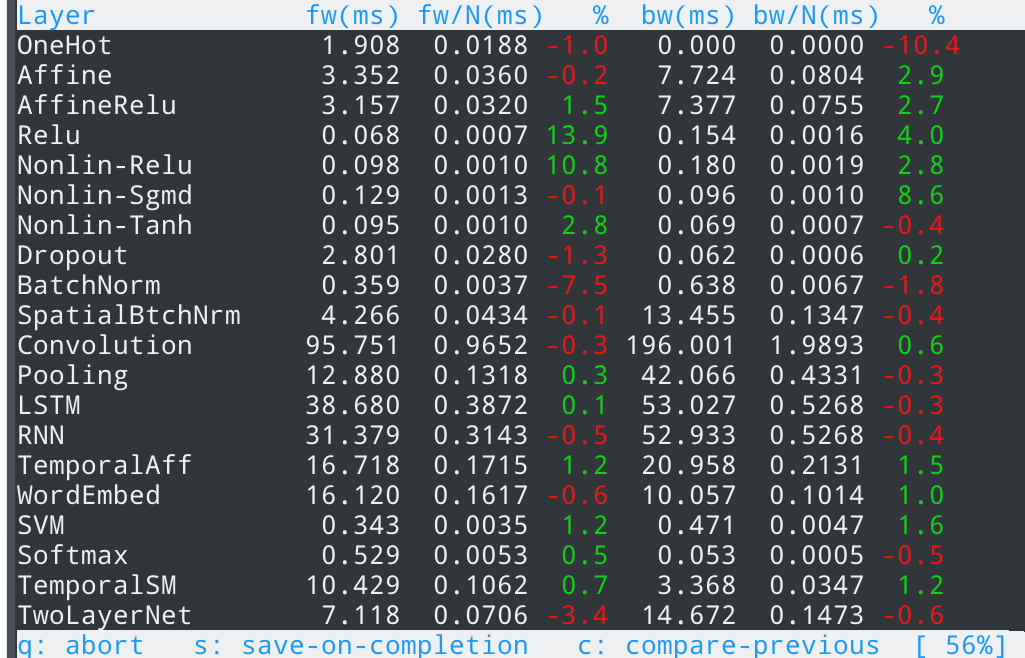 Layer fw(ms) fw/N(ms) % bw(ms) bw/N(ms) %
OneHot 1.908 0.0188 -1.0 0.000 0.0000 -10.4
Affine 3.352 0.0360 -0.2 7.724 0.0804 2.9
AffineRelu 3.157 0.0320 1.5 7.377 0.0755 2.7
Relu 0.068 0.0007 13.9 0.154 0.0016 4.0
Nonlin-Relu 0.098 0.0010 10.8 0.180 0.0019 2.8
Nonlin-Sgmd 0.129 0.0013 -0.1 0.096 0.0010 8.6
Nonlin-Tanh 0.095 0.0010 2.8 0.069 0.0007 -0.4
Dropout 2.801 0.0280 -1.3 0.062 0.0006 0.2
BatchNorm 0.359 0.0037 -7.5 0.638 0.0067 -1.8
SpatialBtchNrm 4.266 0.0434 -0.1 13.455 0.1347 -0.4
Convolution 95.751 0.9652 -0.3 196.001 1.9893 0.6
Pooling 12.880 0.1318 0.3 42.066 0.4331 -0.3
LSTM 38.680 0.3872 0.1 53.027 0.5268 -0.3
RNN 31.379 0.3143 -0.5 52.933 0.5268 -0.4
TemporalAff 16.718 0.1715 1.2 20.958 0.2131 1.5
WordEmbed 16.120 0.1617 -0.6 10.057 0.1014 1.0
SVM 0.343 0.0035 1.2 0.471 0.0047 1.6
Softmax 0.529 0.0053 0.5 0.053 0.0005 -0.5
TemporalSM 10.429 0.1062 0.7 3.368 0.0347 1.2
TwoLayerNet 7.118 0.0706 -3.4 14.672 0.1473 -0.6
q: abort s: save-on-completion c: compare-previous [ 56%]